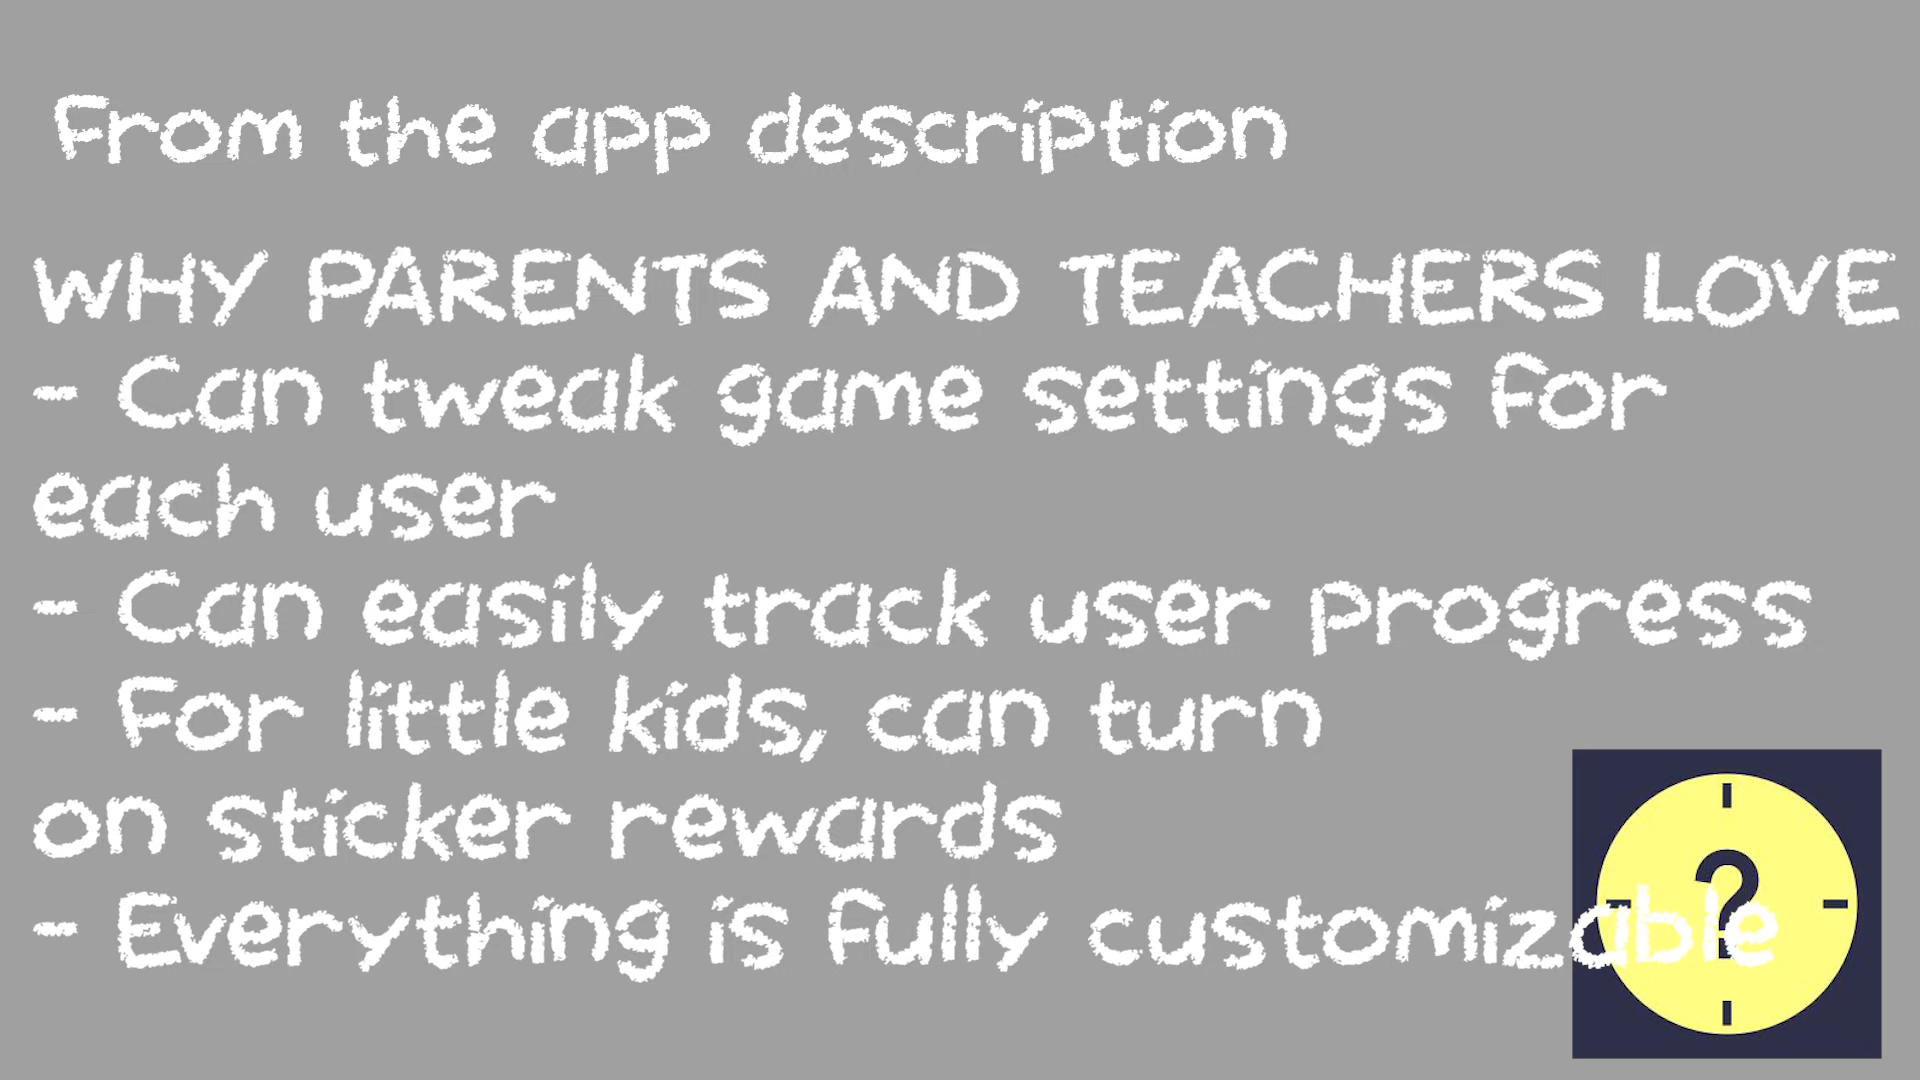 From the app description
WHY PARENTS AND TEACHERS LOVE
- Can tweak game settings for
each user
- Can easily track user progress
- For little kids, can turn
on sticker rewards
- Everything is fully customizable
?